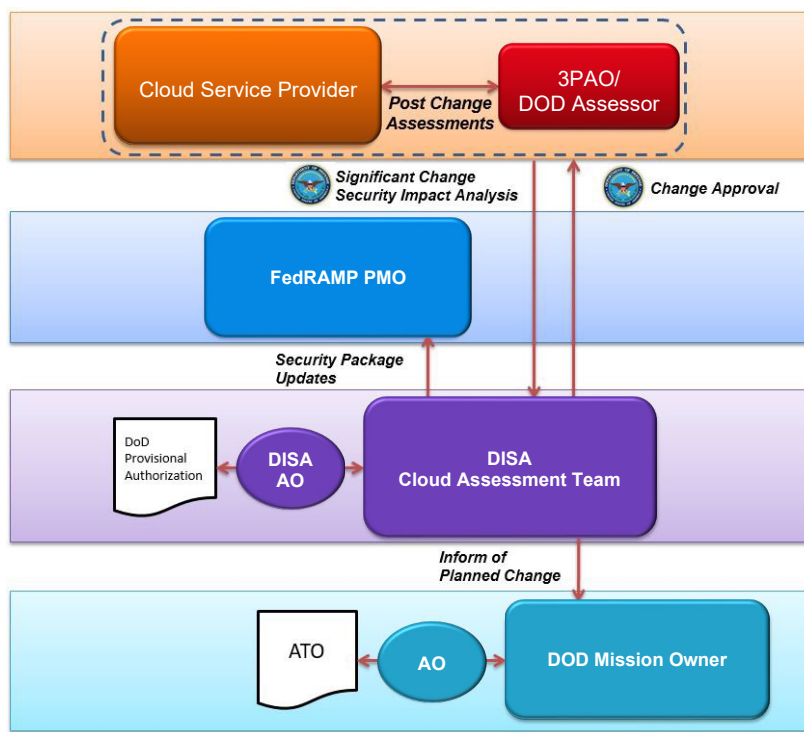 Cloud Service Provider
3PAO/
DOD Assessor
Post Change
Assessments
Significant Change
Security Impact Analysis
Change Approval
FedRAMP PMO
Security Package
Updates
DoD
Provisional
Authorization
DISA
AO
DISA
Cloud Assessment Team
Inform of
Planned Change
ATO
AO
DOD Mission Owner